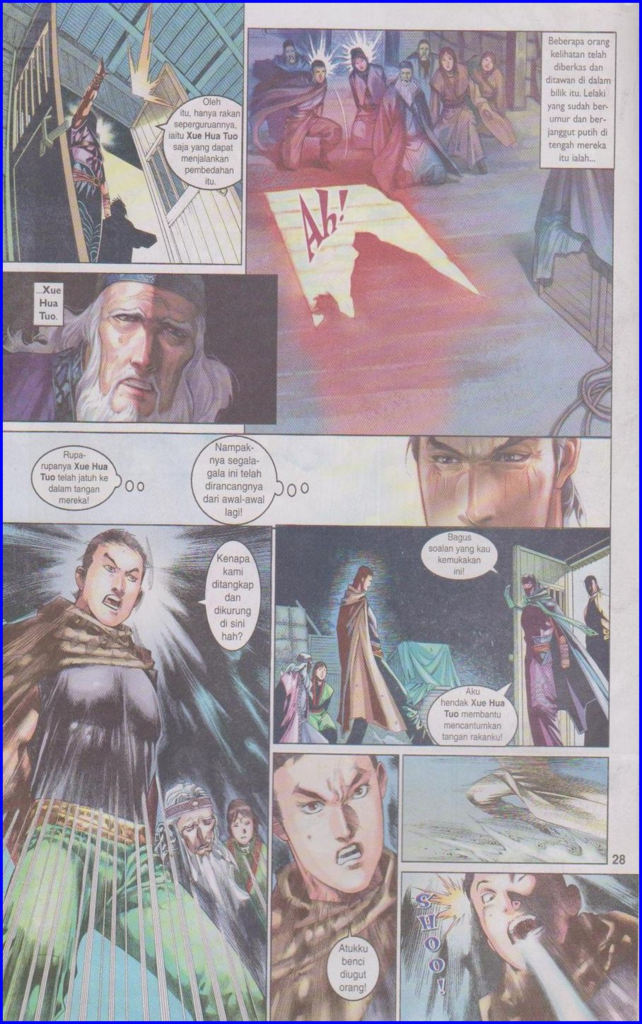 Oleh
itu, hanya rakan
seperguruannya,
iaitu Xue Hua Tuo
saja yang dapat
menjalankan
pembedahan
itu.
Beberapa orang
kelihatan telah
diberkas dan
ditawan di dalam
bilik itu. Lelaki
yang sudah ber-
umur dan ber-
janggut putih di
tengah mereka
itu ialah...
Ah!
...Xue
Hua
Tuo.
Rupa-
rupanya Xue Hua
Tuo telah jatuh ke
dalam tangan
mereka!
Nampak-
nya segala-
gala ini telah
dirancangnya
dari awal-awal
lagi!
Kenapa
kami
ditangkap
dan
dikurung
di sini
hah?
Bagus
soalan yang kau
kemukakan
ini!
Aku
hendak Xue Hua
Tuo membantu
mencantumkan
tangan rakanku!
Atukku
benci
diugut
orang!
28
SHOO!